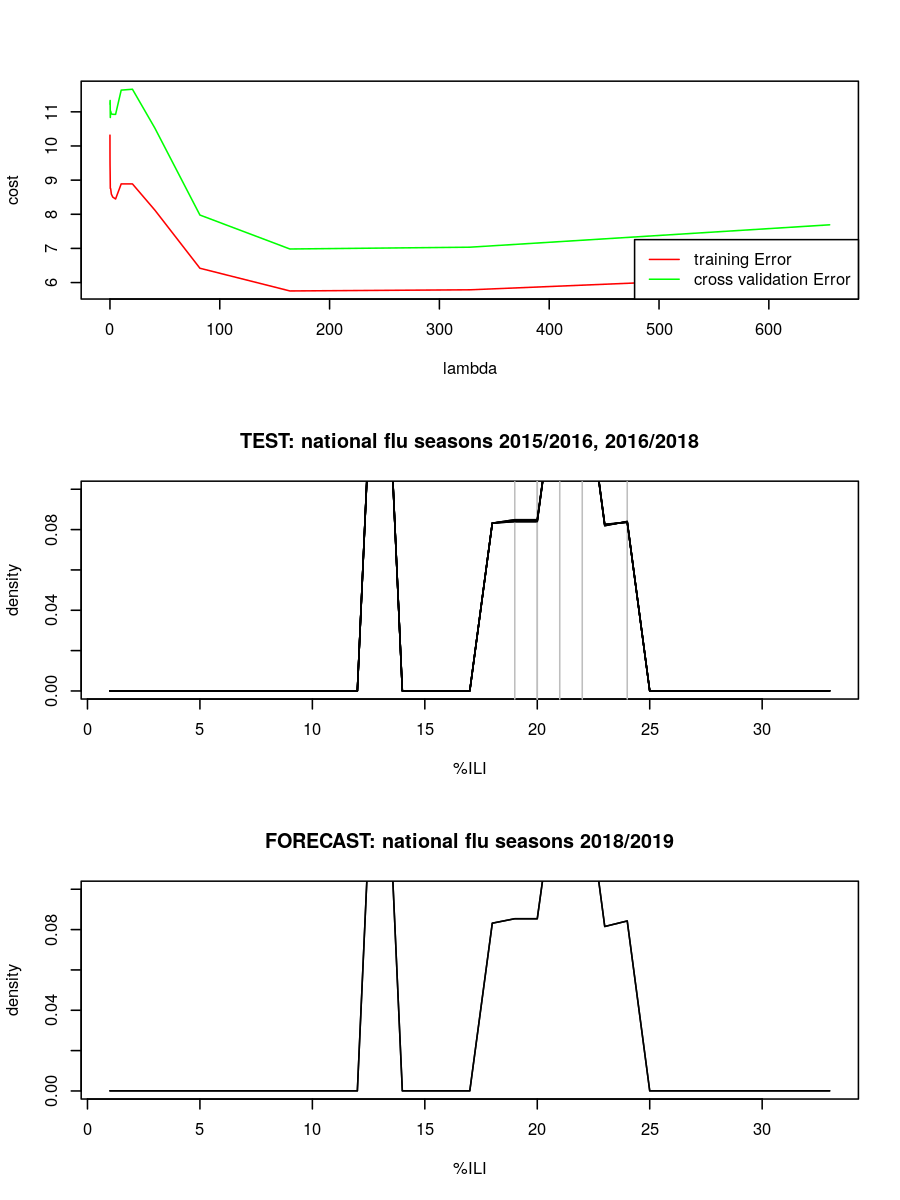 11
10
9
8
7
6
cost
training Error
cross validation Error
0 100 200 300 400 500 600
lambda
TEST: national flu seasons 2015/2016, 2016/2018
0.08
0.04
0.00
density
0 5 10 15 20 25 30
%ILI
FORECAST: national flu seasons 2018/2019
0.08
0.04
0.00
density
0 5 10 15 20 25 30
%ILI